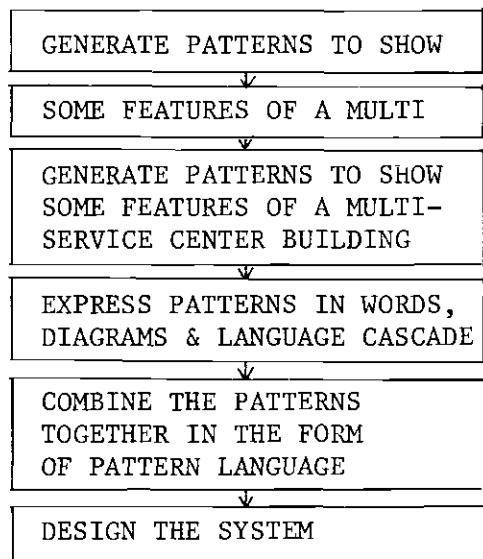 GENERATE PATTERNS TO SHOW
SOME FEATURES OF A MULTI
GENERATE PATTERNS TO SHOW
SOME FEATURES OF A MULTI-
SERVICE CENTER BUILDING
EXPRESS PATTERNS IN WORDS,
DIAGRAMS & LANGUAGE CASCADE
COMBINE THE PATTERNS
TOGETHER IN THE FORM
OF PATTERN LANGUAGE
DESIGN THE SYSTEM